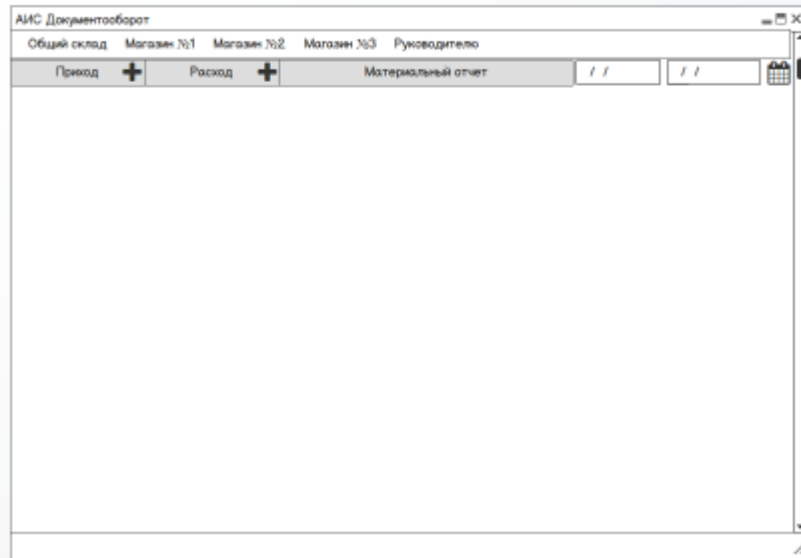 АИС Документооборот
Общий склад Магазин №1 Магазин №2 Магазин №3 Руководителю
Приход Расход Материальный отчет / / / /